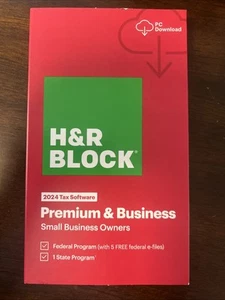 PC
Download
H&R
BLOCK®
2024 Tax Software
Premium & Business
Small Business Owners
Federal Program (with 5 FREE federal e-files)
1 State Program